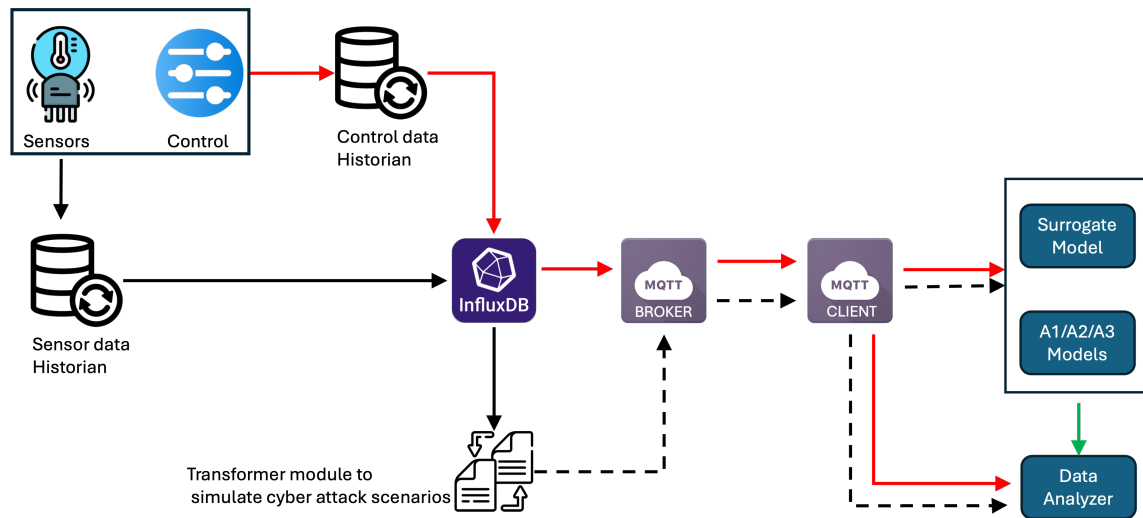 Sensors
Control
Control data
Historian
Sensor data
Historian
InfluxDB
MQTT
BROKER
MQTT
CLIENT
Surrogate
Model
A1/A2/A3
Models
Transformer module to
simulate cyber attack scenarios
Data
Analyzer